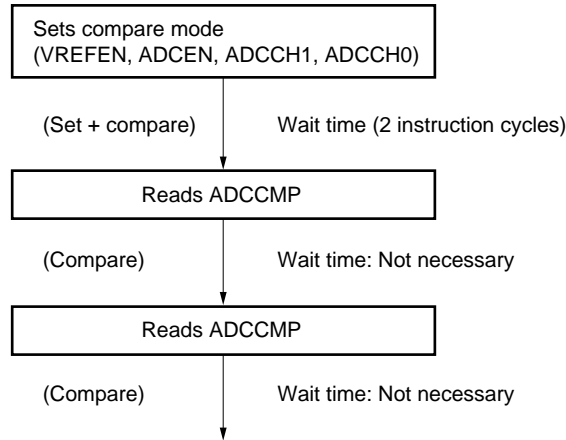 Sets compare mode
(VREFEN, ADCEN, ADCCH1, ADCCH0)
(Set + compare) Wait time (2 instruction cycles)
Reads ADCCMP
(Compare) Wait time: Not necessary
Reads ADCCMP
(Compare) Wait time: Not necessary